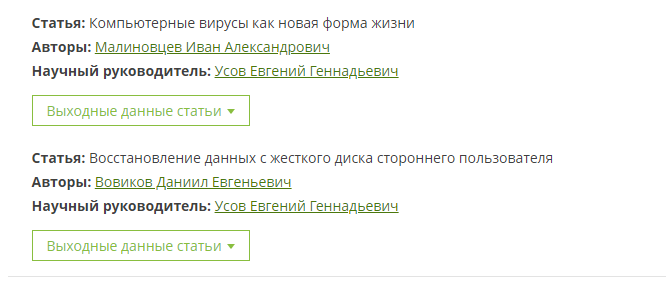 Статья: Компьютерные вирусы как новая форма жизни
Авторы: Малиновцев Иван Александрович
Научный руководитель: Усов Евгений Геннадьевич
Выходные данные статьи
Статья: Восстановление данных с жесткого диска стороннего пользователя
Авторы: Вовиков Даниил Евгеньевич
Научный руководитель: Усов Евгений Геннадьевич
Выходные данные статьи